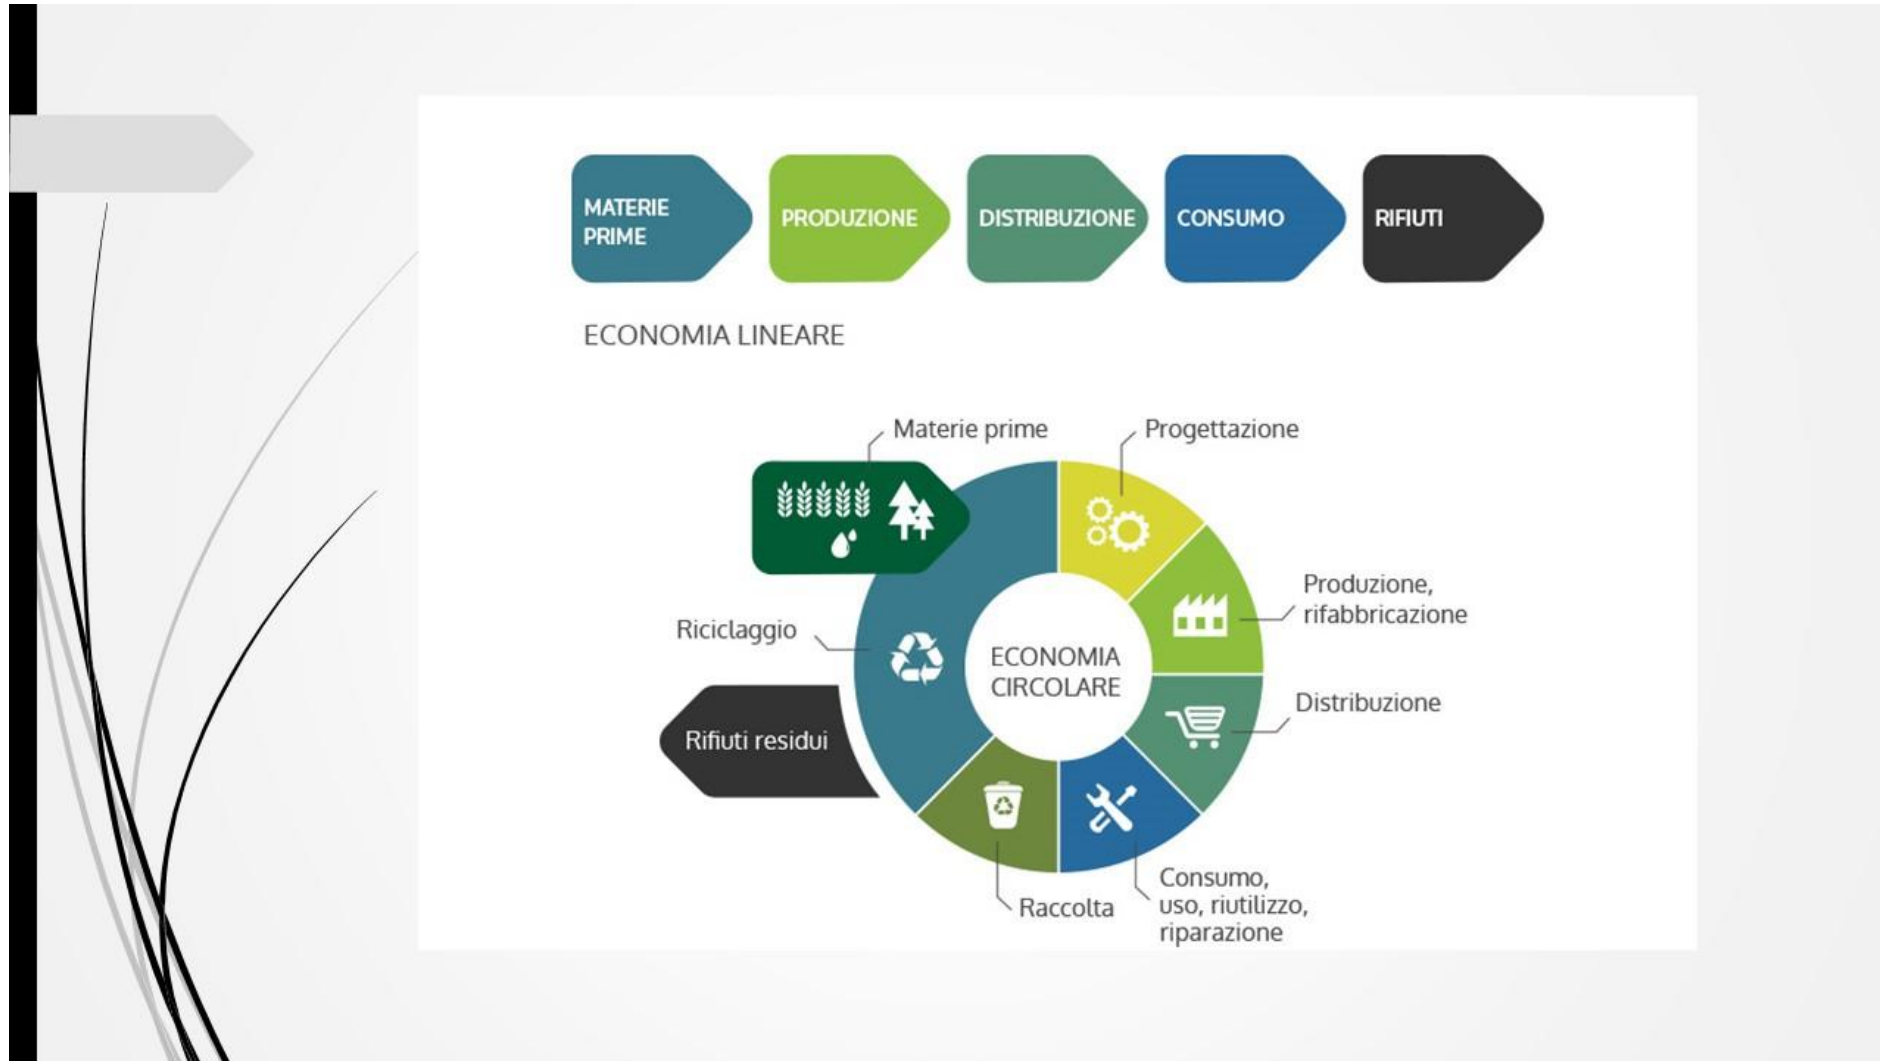 MATERIE
PRIME
PRODUZIONE
DISTRIBUZIONE
CONSUMO
RIFIUTI
ECONOMIA LINEARE
Materie prime
Progettazione
Produzione,
rifabbricazione
Riciclaggio
ECONOMIA
CIRCOLARE
Distribuzione
Rifiuti residui
Consumo,
uso, riutilizzo,
riparazione
Raccolta